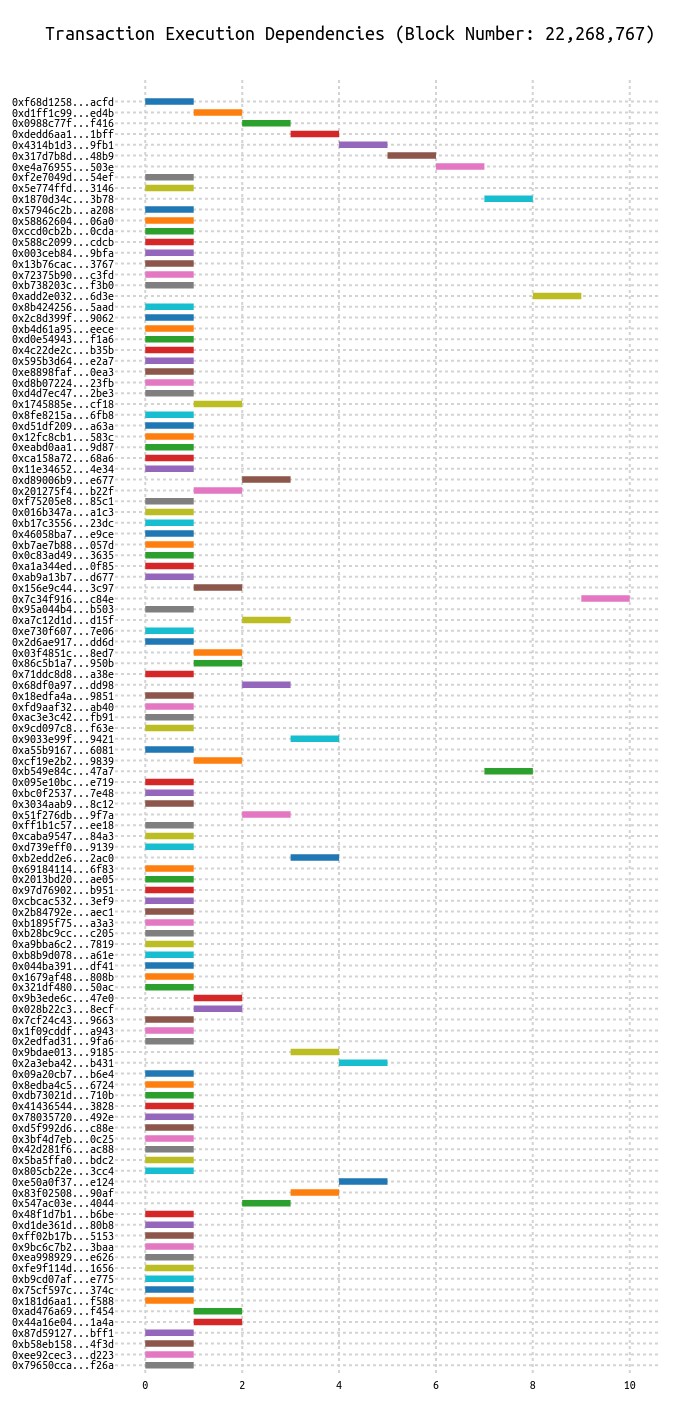 Transaction Execution Dependencies (Block Number: 22,268,767)
0xf68d1258...acfd
0xd1ff1c99...ed4b
0x0988c77f...f416
0xdedd6aa1...1bff
0x4314b1d3...9fb1
0x317d7b8d...48b9
0xe4a76955...503e
0xf2e7049d...54ef
0x5e774ffd...3146
0x1870d34c...3b78
0x57946c2b...a208
0x58862604...06a0
0xccd0cb2b...0cda
0x588c2099...cdcb
0x003ceb84...9bfa
0x13b76cac...3767
0x72375b90...c3fd
0xb738203c...f3b0
0xadd2e032...6d3e
0x8b424256...5aad
0x2c8d399f...9062
0xb4d61a95...eece
0xd0e54943...f1a6
0x4c22de2c...b35b
0x595b3d64...e2a7
0xe8898faf...0ea3
0xd8b07224...23fb
0xd4d7ec47...2be3
0x1745885e...cf18
0x8fe8215a...6fb8
0xd51df209...a63a
0x12fc8cb1...583c
0xeabd0aa1...9d87
0xca158a72...68a6
0x11e34652...4e34
0xd89006b9...e677
0x201275f4...b22f
0xf75205e8...85c1
0x016b347a...a1c3
0xb17c3556...23dc
0x46058ba7...e9ce
0xb7ae7b88...057d
0x0c83ad49...3635
0xa1a344ed...0f85
0xab9a13b7...d677
0x156e9c44...3c97
0x7c34f916...c84e
0x95a044b4...b503
0xa7c12d1d...d15f
0xe730f607...7e06
0x2d6ae917...dd6d
0x03f4851c...8ed7
0x86c5b1a7...950b
0x71ddc8d8...a38e
0x68df0a97...dd98
0x18edfa4a...9851
0xfd9aaf32...ab40
0xac3e3c42...fb91
0x9cd097c8...f63e
0x9033e99f...9421
0xa55b9167...6081
0xcf19e2b2...9839
0xb549e84c...47a7
0x095e10bc...e719
0xbc0f2537...7e48
0x3034aab9...8c12
0x51f276db...9f7a
0xff1b1c57...ee18
0xcaba9547...84a3
0xd739eff0...9139
0xb2edd2e6...2ac0
0x69184114...6f83
0x2013bd20...ae05
0x97d76902...b951
0xcbcac532...3ef9
0x2b84792e...aec1
0xb1895f75...a3a3
0xb28bc9cc...c205
0xa9bba6c2...7819
0xb8b9d078...a61e
0x044ba391...df41
0x1679af48...808b
0x321df480...50ac
0x9b3ede6c...47e0
0x028b22c3...8ecf
0x7cf24c43...9663
0x1f09cddf...a943
0x2edfad31...9fa6
0x9bdae013...9185
0x2a3eba42...b431
0x09a20cb7...b6e4
0x8edba4c5...6724
0xdb73021d...710b
0x41436544...3828
0x78035720...492e
0xd5f992d6...c88e
0x3bf4d7eb...0c25
0x42d281f6...ac88
0x5ba5ffa0...bdc2
0x805cb22e...3cc4
0xe50a0f37...e124
0x83f02508...90af
0x547ac03e...4044
0x48f1d7b1...b6be
0xd1de361d...80b8
0xff02b17b...5153
0x9bc6c7b2...3baa
0xea998929...e626
0xfe9f114d...1656
0xb9cd07af...e775
0x75cf597c...374c
0x181d6aa1...f588
0xad476a69...f454
0x44a16e04...1a4a
0x87d59127...bff1
0xb58eb158...4f3d
0xee92cec3...d223
0x79650cca...f26a
0 2 4 6 8 10